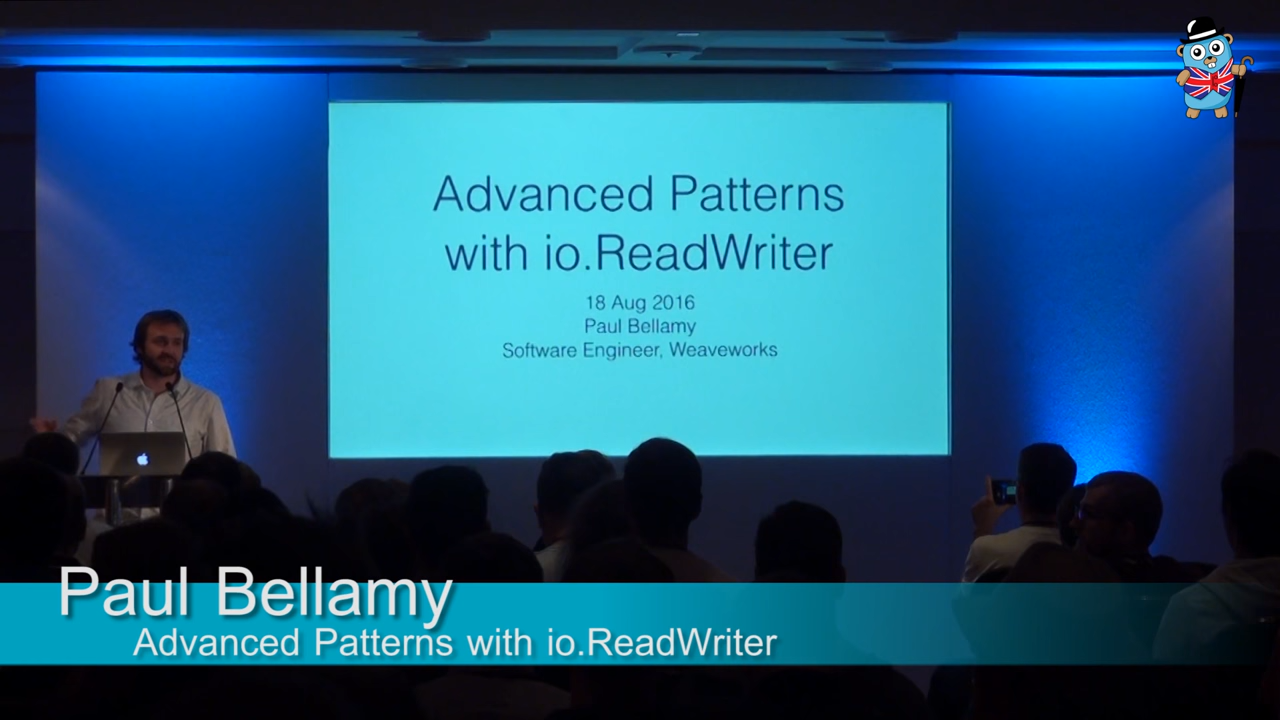 Advanced Patterns
with io.ReadWriter
18 Aug 2016
Paul Bellamy
Software Engineer, Weaveworks
Paul Bellamy
Advanced Patterns with io.ReadWriter